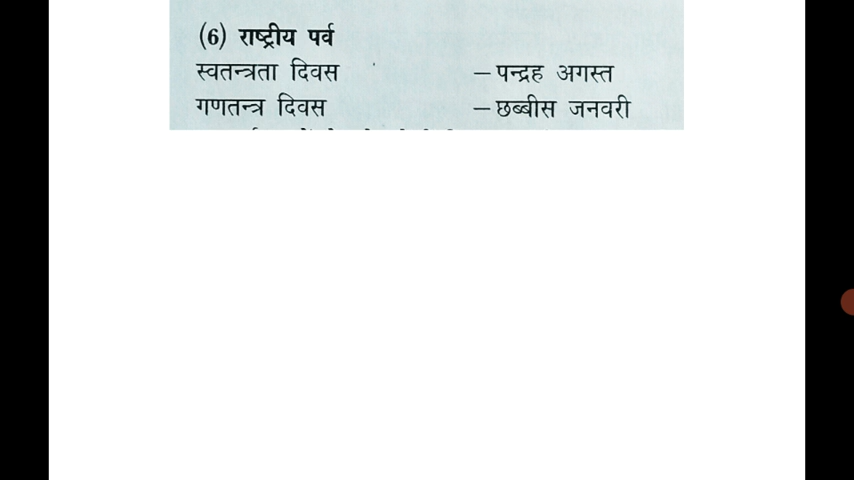 (6) राष्ट्रीय पर्व
स्वतन्त्रता दिवस – पन्द्रह अगस्त
गणतन्त्र दिवस – छब्बीस जनवरी